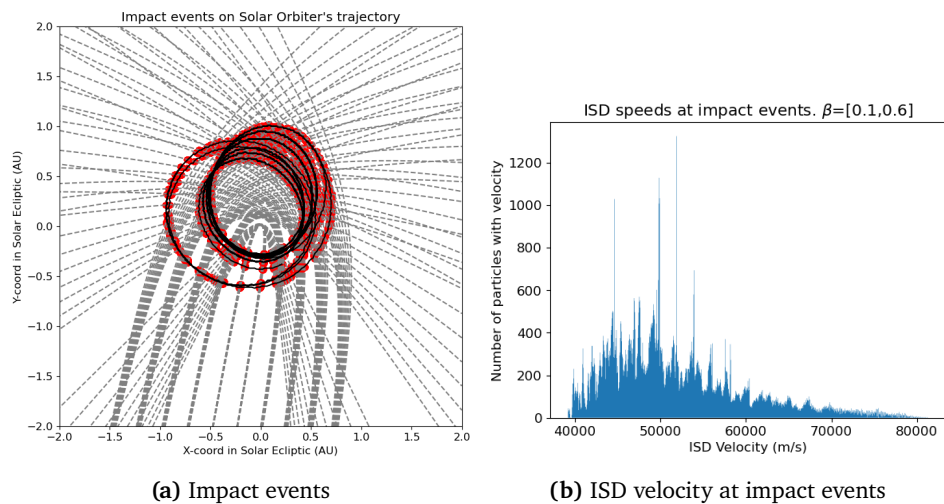 Impact events on Solar Orbiter's trajectory
2.0
1.5
1.0
0.5
0.0
−0.5
−1.0
−1.5
−2.0
Y-coord in Solar Ecliptic (AU)
−2.0 −1.5 −1.0 −0.5 0.0 0.5 1.0 1.5 2.0
X-coord in Solar Ecliptic (AU)
(a) Impact events
ISD speeds at impact events. β=[0.1,0.6]
1200
1000
800
600
400
200
0
Number of particles with velocity
40000 50000 60000 70000 80000
ISD Velocity (m/s)
(b) ISD velocity at impact events